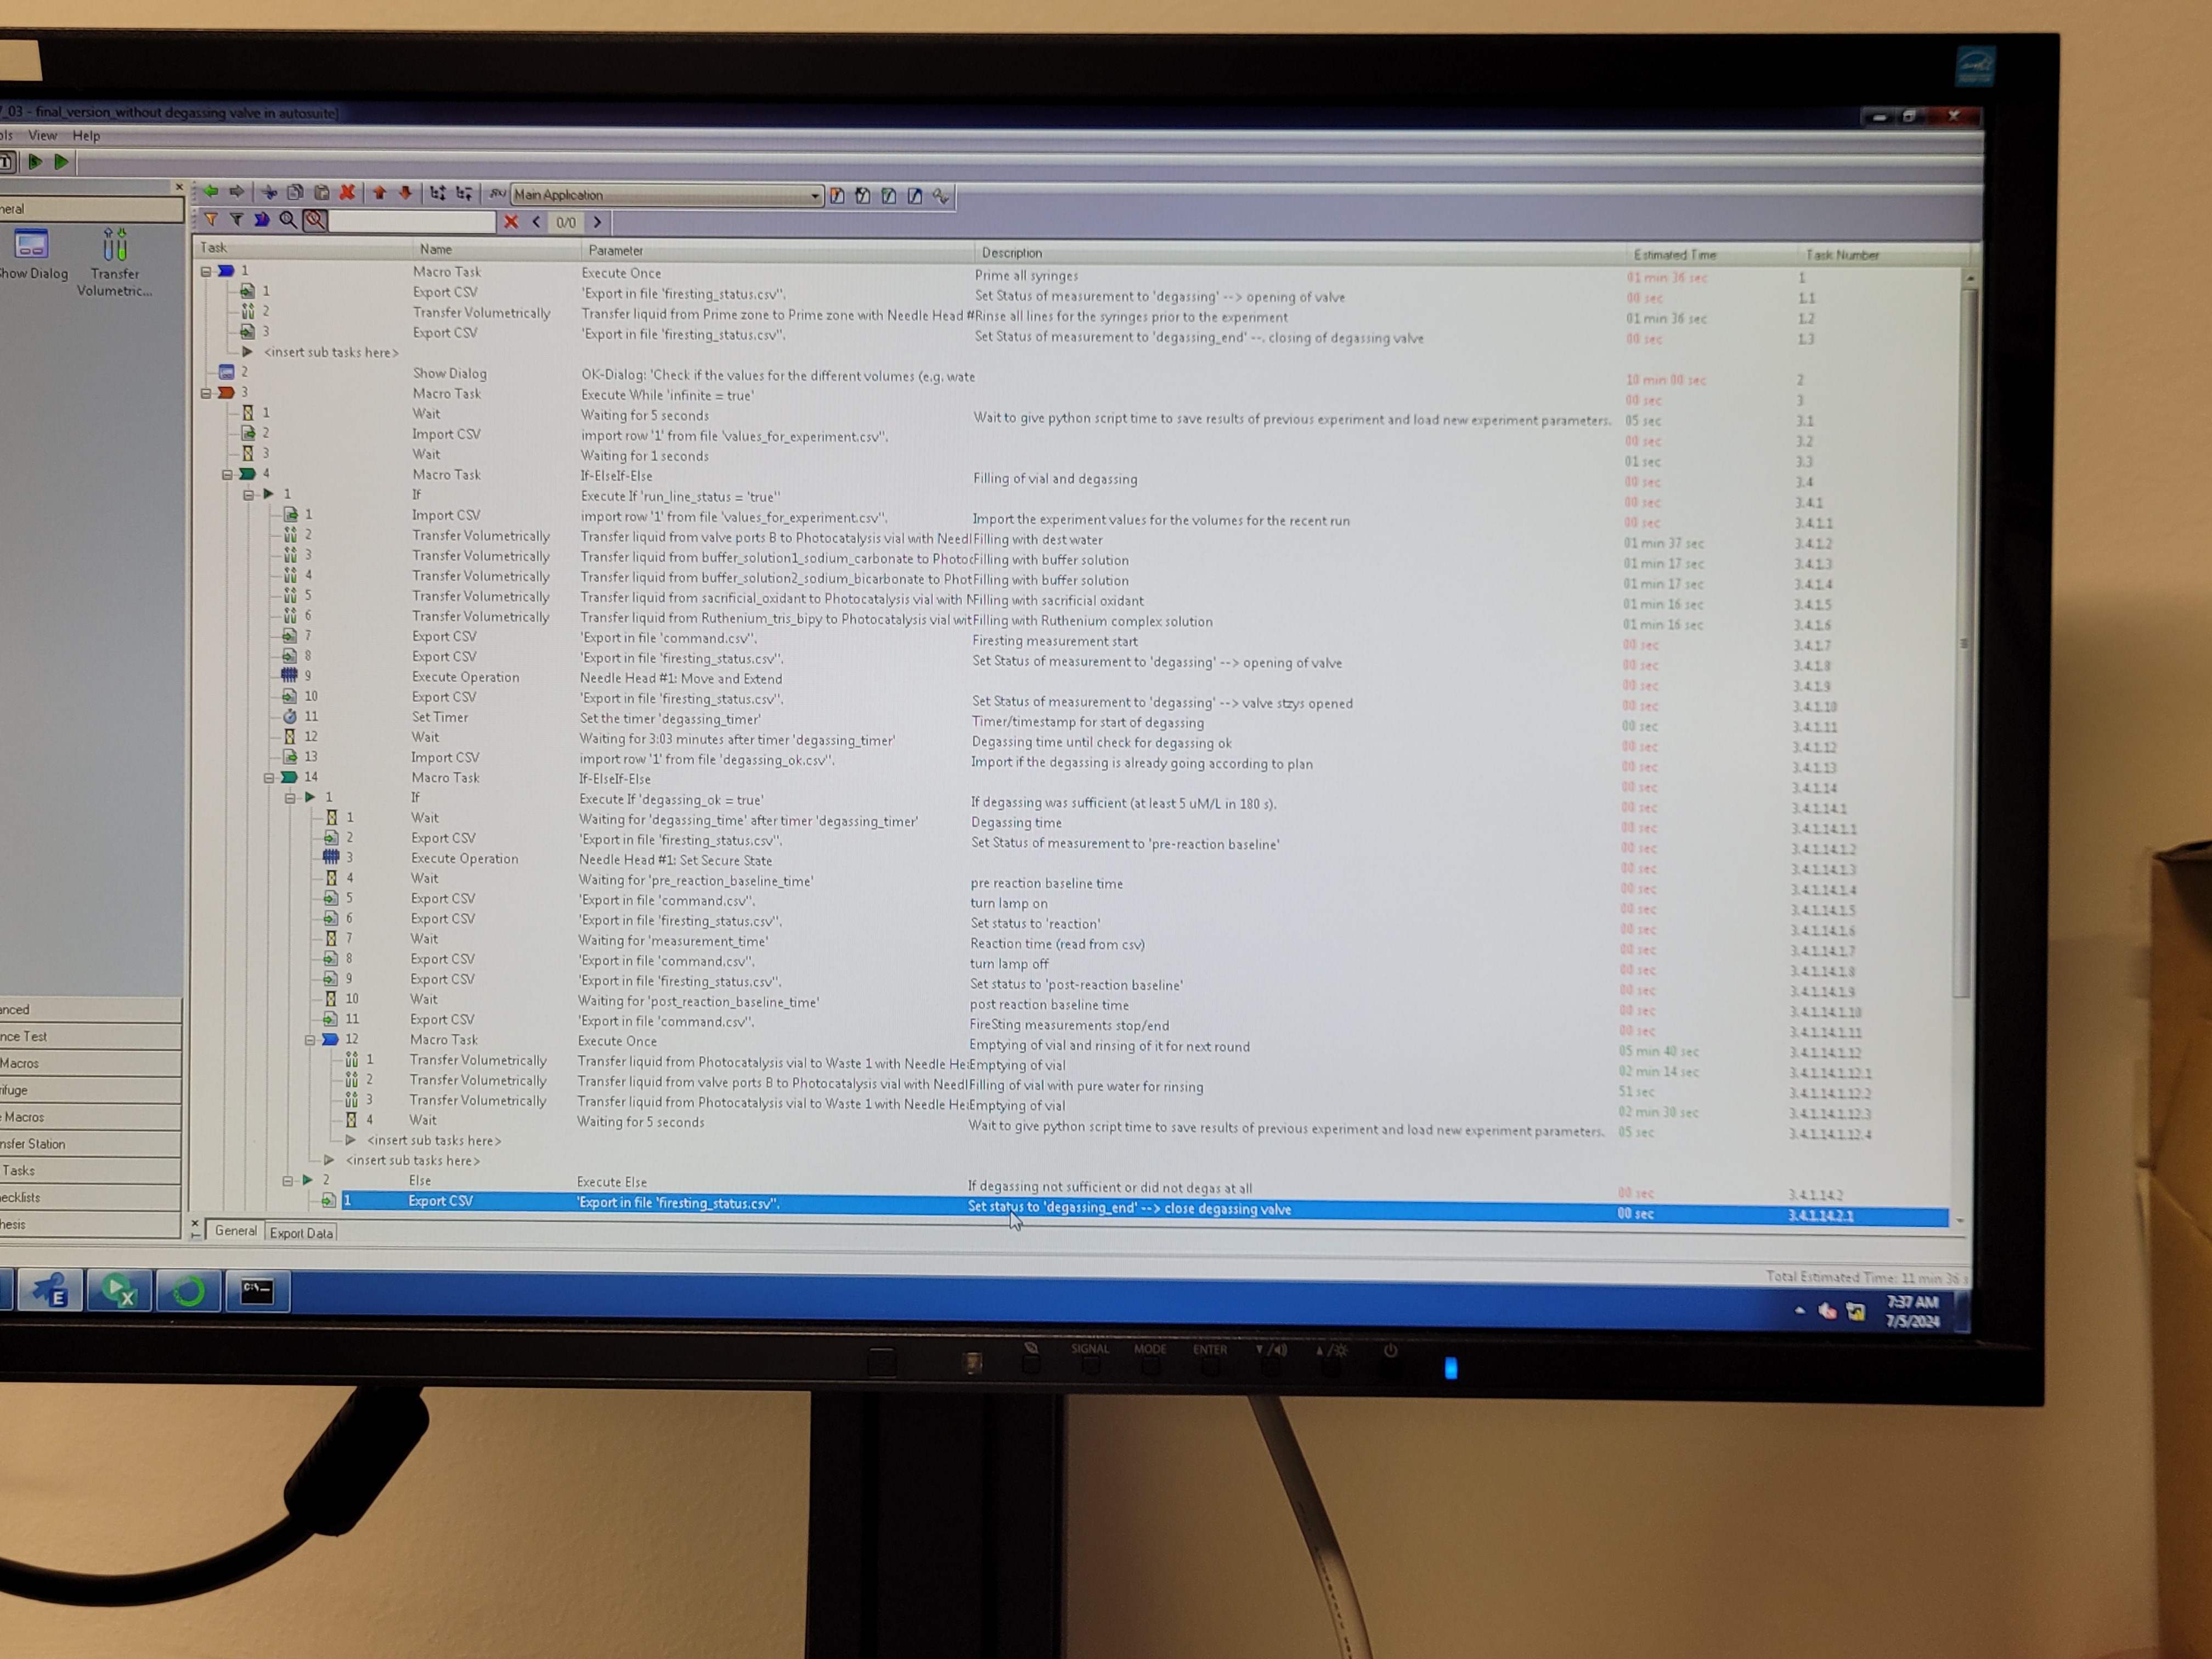 _03 - final_version_without degassing valve in autosuite]
View Help
Main Application
0/0
Show Dialog Transfer Volumetric...
Task Name Parameter Description Estimated Time Task Number
1 Macro Task Execute Once Prime all syringes 01 min 36 sec 1
1 Export CSV 'Export in file 'firesting_status.csv''. Set Status of measurement to 'degassing' --> opening of valve 00 sec 1.1
2 Transfer Volumetrically Transfer liquid from Prime zone to Prime zone with Needle Head # Rinse all lines for the syringes prior to the experiment 01 min 36 sec 1.2
3 Export CSV 'Export in file 'firesting_status.csv''. Set Status of measurement to 'degassing_end' --. closing of degassing valve 00 sec 1.3
<insert sub tasks here>
2 Show Dialog OK-Dialog: 'Check if the values for the different volumes (e.g. wate 10 min 00 sec 2
3 Macro Task Execute While 'infinite = true' 00 sec 3
1 Wait Waiting for 5 seconds Wait to give python script time to save results of previous experiment and load new experiment parameters. 05 sec 3.1
2 Import CSV import row '1' from file 'values_for_experiment.csv''. 00 sec 3.2
3 Wait Waiting for 1 seconds 01 sec 3.3
4 Macro Task If-ElseIf-Else Filling of vial and degassing 00 sec 3.4
1 If Execute If 'run_line_status = 'true'' 00 sec 3.4.1
1 Import CSV import row '1' from file 'values_for_experiment.csv''. Import the experiment values for the volumes for the recent run 00 sec 3.4.1.1
2 Transfer Volumetrically Transfer liquid from valve ports B to Photocatalysis vial with Needl Filling with dest water 01 min 37 sec 3.4.1.2
3 Transfer Volumetrically Transfer liquid from buffer_solution1_sodium_carbonate to Photoc Filling with buffer solution 01 min 17 sec 3.4.1.3
4 Transfer Volumetrically Transfer liquid from buffer_solution2_sodium_bicarbonate to Phot Filling with buffer solution 01 min 17 sec 3.4.1.4
5 Transfer Volumetrically Transfer liquid from sacrificial_oxidant to Photocatalysis vial with N Filling with sacrificial oxidant 01 min 16 sec 3.4.1.5
6 Transfer Volumetrically Transfer liquid from Ruthenium_tris_bipy to Photocatalysis vial wit Filling with Ruthenium complex solution 01 min 16 sec 3.4.1.6
7 Export CSV 'Export in file 'command.csv''. Firesting measurement start 00 sec 3.4.1.7
8 Export CSV 'Export in file 'firesting_status.csv''. Set Status of measurement to 'degassing' --> opening of valve 00 sec 3.4.1.8
9 Execute Operation Needle Head #1: Move and Extend 00 sec 3.4.1.9
10 Export CSV 'Export in file 'firesting_status.csv''. Set Status of measurement to 'degassing' --> valve stzys opened 00 sec 3.4.1.10
11 Set Timer Set the timer 'degassing_timer' Timer/timestamp for start of degassing 00 sec 3.4.1.11
12 Wait Waiting for 3:03 minutes after timer 'degassing_timer' Degassing time until check for degassing ok 00 sec 3.4.1.12
13 Import CSV import row '1' from file 'degassing_ok.csv''. Import if the degassing is already going according to plan 00 sec 3.4.1.13
14 Macro Task If-ElseIf-Else 00 sec 3.4.1.14
1 If Execute If 'degassing_ok = true' If degassing was sufficient (at least 5 uM/L in 180 s). 00 sec 3.4.1.14.1
1 Wait Waiting for 'degassing_time' after timer 'degassing_timer' Degassing time 00 sec 3.4.1.14.1.1
2 Export CSV 'Export in file 'firesting_status.csv''. Set Status of measurement to 'pre-reaction baseline' 00 sec 3.4.1.14.1.2
3 Execute Operation Needle Head #1: Set Secure State 00 sec 3.4.1.14.1.3
4 Wait Waiting for 'pre_reaction_baseline_time' pre reaction baseline time 00 sec 3.4.1.14.1.4
5 Export CSV 'Export in file 'command.csv''. turn lamp on 00 sec 3.4.1.14.1.5
6 Export CSV 'Export in file 'firesting_status.csv''. Set status to 'reaction' 00 sec 3.4.1.14.1.6
7 Wait Waiting for 'measurement_time' Reaction time (read from csv) 00 sec 3.4.1.14.1.7
8 Export CSV 'Export in file 'command.csv''. turn lamp off 00 sec 3.4.1.14.1.8
9 Export CSV 'Export in file 'firesting_status.csv''. Set status to 'post-reaction baseline' 00 sec 3.4.1.14.1.9
10 Wait Waiting for 'post_reaction_baseline_time' post reaction baseline time 00 sec 3.4.1.14.1.10
11 Export CSV 'Export in file 'command.csv''. FireSting measurements stop/end 00 sec 3.4.1.14.1.11
12 Macro Task Execute Once Emptying of vial and rinsing of it for next round 05 min 40 sec 3.4.1.14.1.12
1 Transfer Volumetrically Transfer liquid from Photocatalysis vial to Waste 1 with Needle Hea Emptying of vial 02 min 14 sec 3.4.1.14.1.12.1
2 Transfer Volumetrically Transfer liquid from valve ports B to Photocatalysis vial with Needl Filling of vial with pure water for rinsing 51 sec 3.4.1.14.1.12.2
3 Transfer Volumetrically Transfer liquid from Photocatalysis vial to Waste 1 with Needle Hea Emptying of vial 02 min 30 sec 3.4.1.14.1.12.3
4 Wait Waiting for 5 seconds Wait to give python script time to save results of previous experiment and load new experiment parameters. 05 sec 3.4.1.14.1.12.4
<insert sub tasks here>
<insert sub tasks here>
2 Else Execute Else If degassing not sufficient or did not degas at all 00 sec 3.4.1.14.2
1 Export CSV 'Export in file 'firesting_status.csv''. Set status to 'degassing_end' --> close degassing valve 00 sec 3.4.1.14.2.1
Macros
Macros
nsfer Station
Tasks
ecklists
General Export Data
Total Estimated Time: 11 min 36 s
7:37 AM
7/5/2024
SIGNAL MODE ENTER